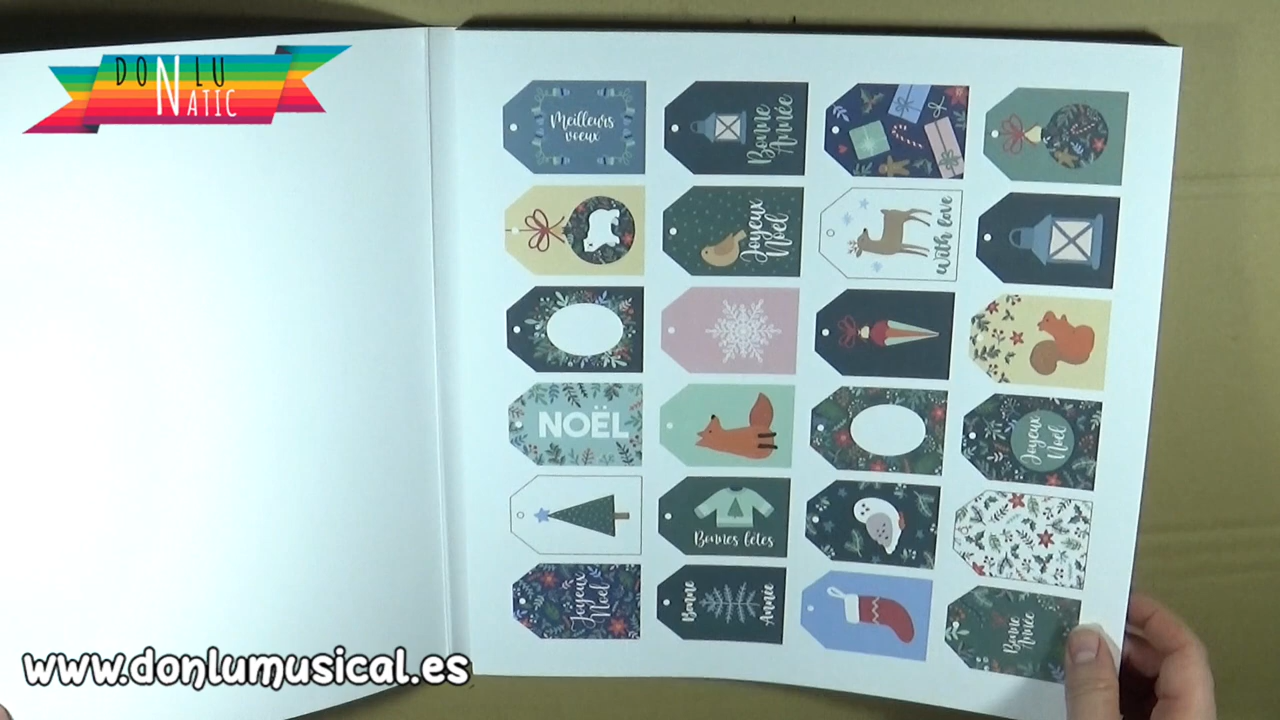 DON LU
NATIC
Meilleurs
voeux
Bonne
Année
Joyeux
Noël
with love
NOËL
Joyeux
Noël
Bonnes fêtes
Joyeux
Noël
Bonne
Année
Bonne
Année
www.donlumusical.es